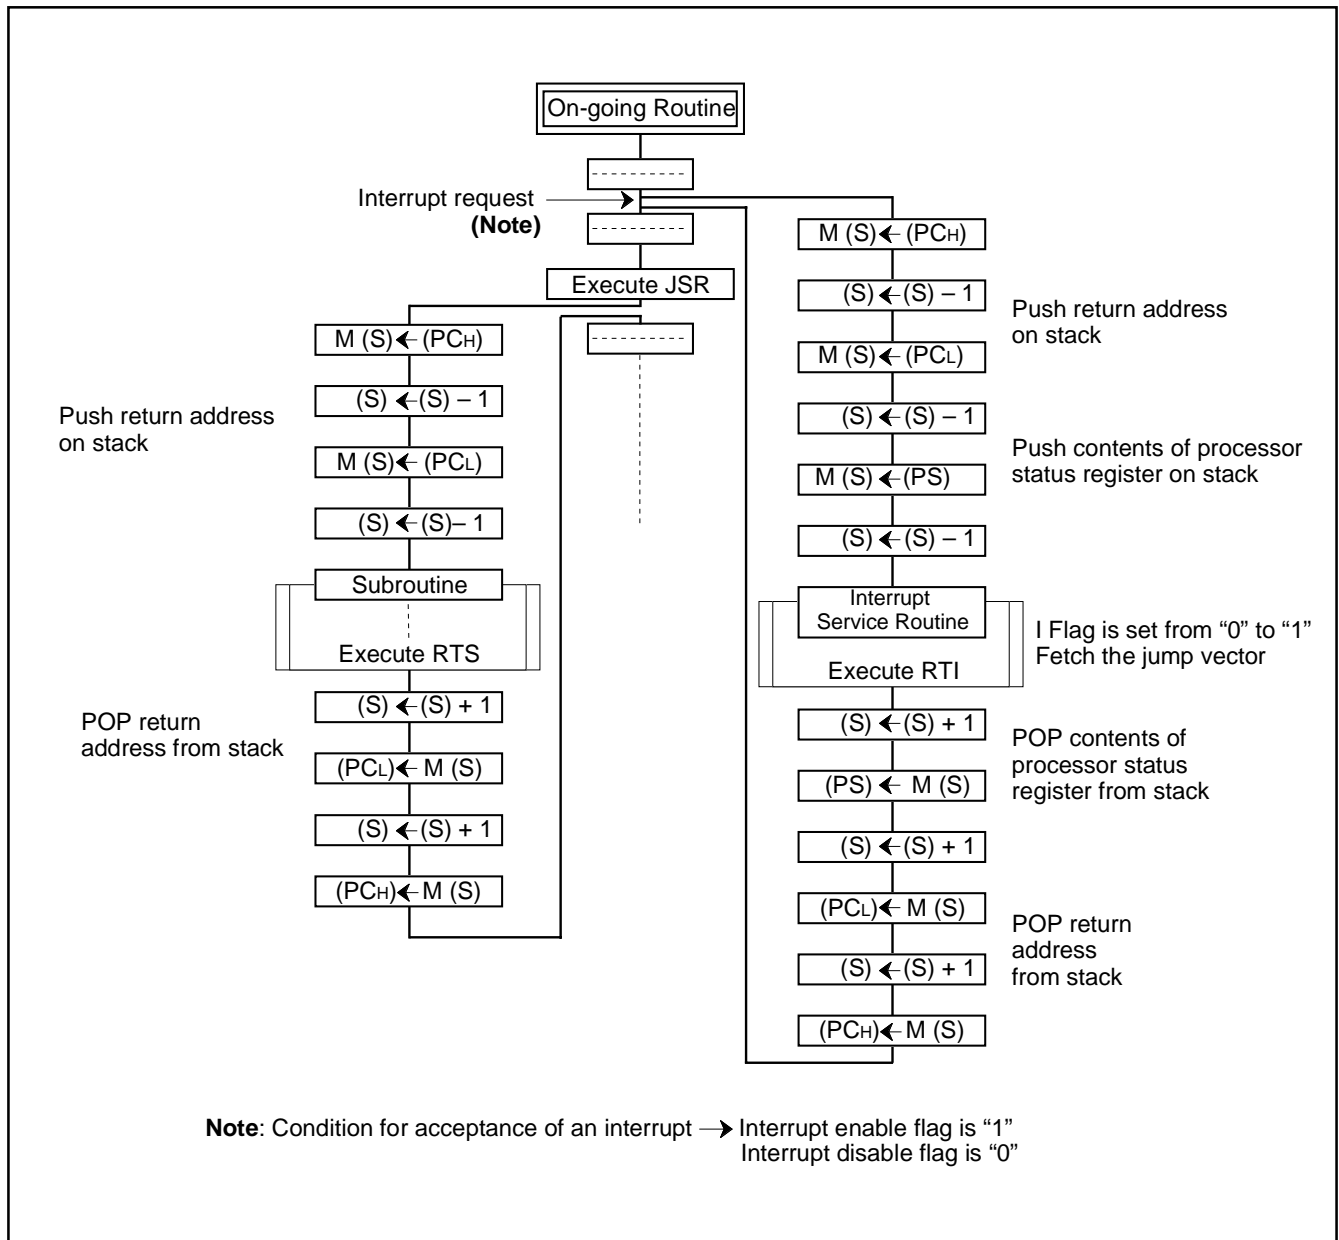 On-going Routine
Interrupt request
(Note)
Execute JSR
M (S) ← (PCH)
(S) ← (S) – 1
M (S) ← (PCL)
(S) ← (S)– 1
Push return address
on stack
Subroutine
Execute RTS
POP return
address from stack
(S) ← (S) + 1
(PCL) ← M (S)
(S) ← (S) + 1
(PCH) ← M (S)
M (S) ← (PCH)
(S) ← (S) – 1
M (S) ← (PCL)
Push return address
on stack
(S) ← (S) – 1
M (S) ← (PS)
(S) ← (S) – 1
Push contents of processor
status register on stack
Interrupt
Service Routine
Execute RTI
I Flag is set from “0” to “1”
Fetch the jump vector
(S) ← (S) + 1
(PS) ← M (S)
POP contents of
processor status
register from stack
(S) ← (S) + 1
(PCL) ← M (S)
(S) ← (S) + 1
(PCH) ← M (S)
POP return
address
from stack
Note: Condition for acceptance of an interrupt → Interrupt enable flag is “1”
Interrupt disable flag is “0”